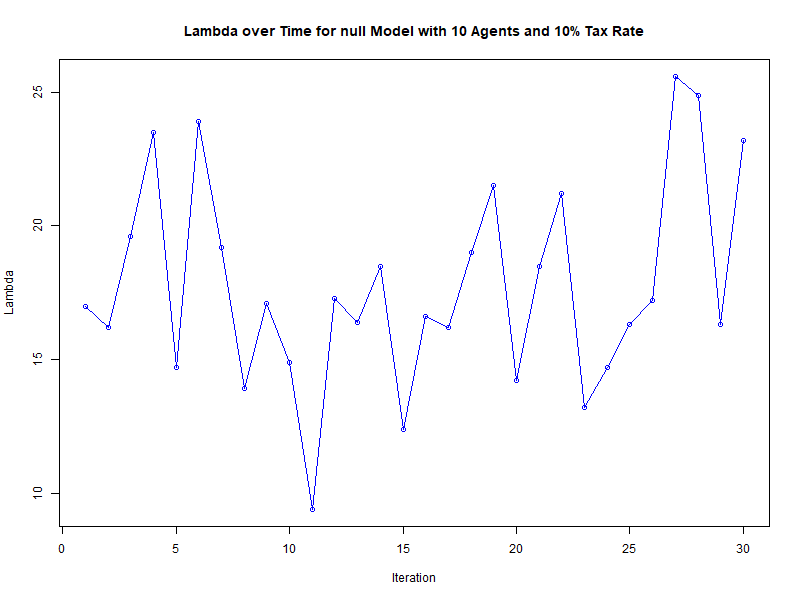 Lambda over Time for null Model with 10 Agents and 10% Tax Rate
25
20
15
10
Lambda
0 5 10 15 20 25 30
Iteration